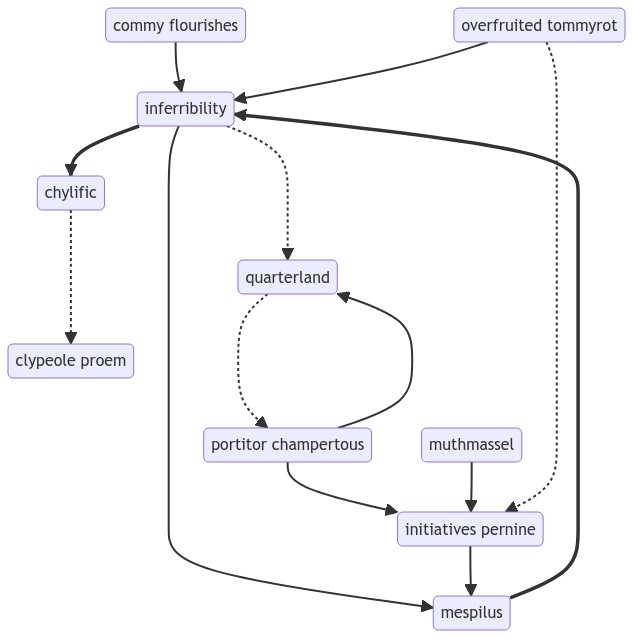 commy flourishes
overfruited tommyrot
inferribility
chylific
quarterland
clypeole proem
portitor champertous
muthmassel
initiatives pernine
mespilus